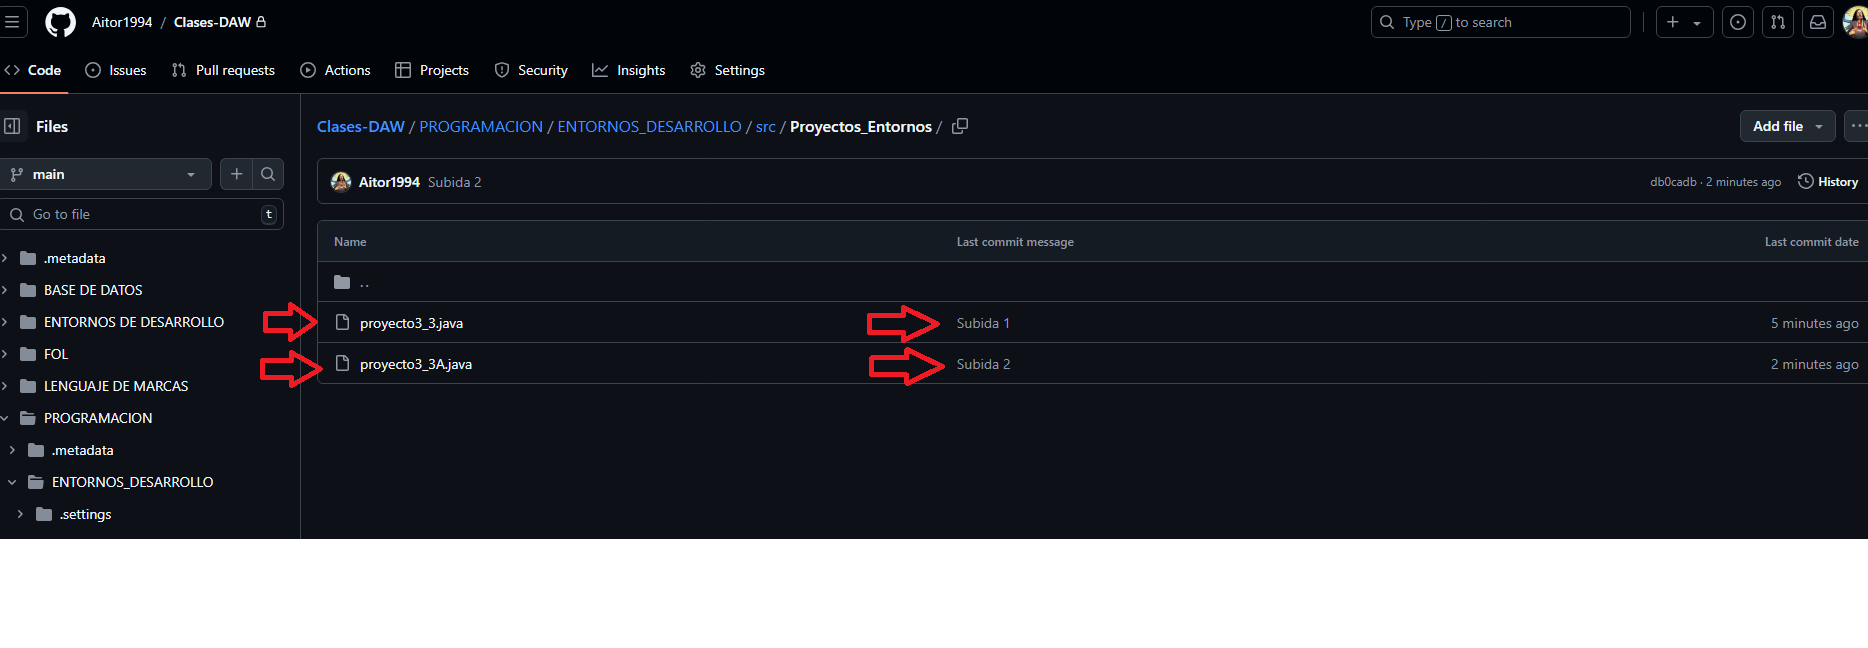 Aitor1994 / Clases-DAW
Type / to search
Code Issues Pull requests Actions Projects Security Insights Settings
Files
Clases-DAW / PROGRAMACION / ENTORNOS_DESARROLLO / src / Proyectos_Entornos /
Add file
main
Aitor1994 Subida 2
db0cadb · 2 minutes ago
History
Go to file
t
Name Last commit message Last commit date
.metadata
BASE DE DATOS
ENTORNOS DE DESARROLLO
FOL
LENGUAJE DE MARCAS
PROGRAMACION
.metadata
ENTORNOS_DESARROLLO
.settings
..
proyecto3_3.java Subida 1 5 minutes ago
proyecto3_3A.java Subida 2 2 minutes ago